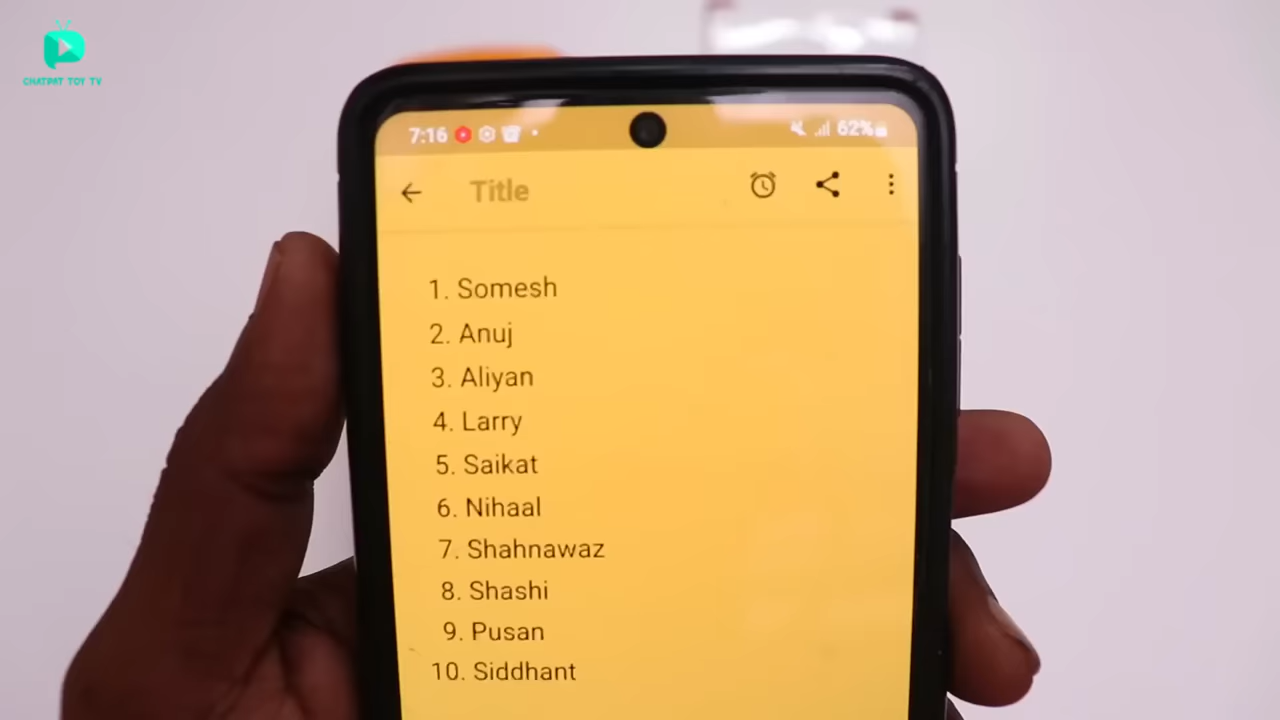 CHATPAT TOY TV
7:16
62%
Title
1. Somesh
2. Anuj
3. Aliyan
4. Larry
5. Saikat
6. Nihaal
7. Shahnawaz
8. Shashi
9. Pusan
10. Siddhant